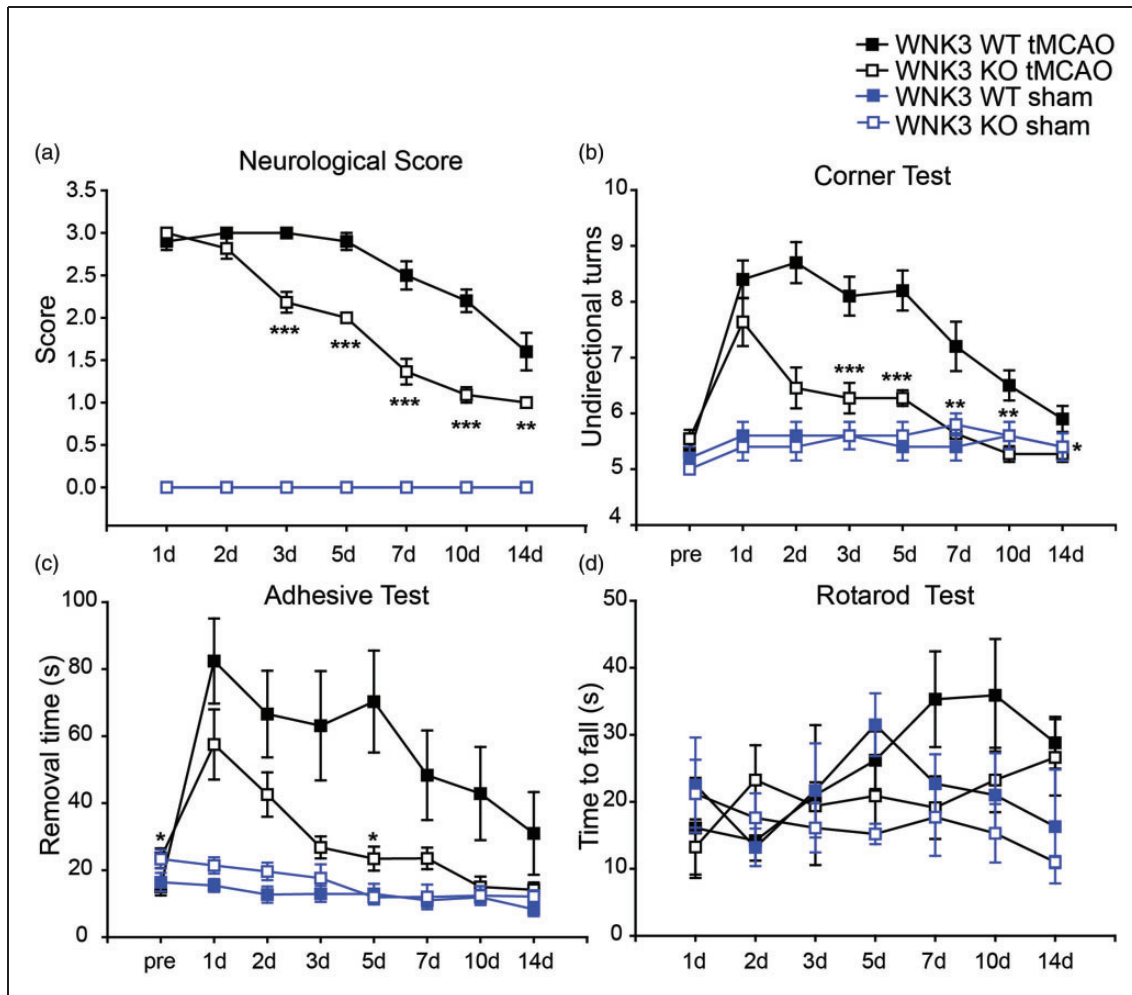 WNK3 WT tMCAO
WNK3 KO tMCAO
WNK3 WT sham
WNK3 KO sham
(a)
Neurological Score
3.5
3.0
2.5
2.0
1.5
1.0
0.5
0.0
Score
***
***
***
***
**
1d 2d 3d 5d 7d 10d 14d
(b)
Corner Test
10
9
8
7
6
5
4
Undirectional turns
***
***
**
**
*
pre 1d 2d 3d 5d 7d 10d 14d
(c)
Adhesive Test
100
80
60
40
20
0
Removal time (s)
*
*
pre 1d 2d 3d 5d 7d 10d 14d
(d)
Rotarod Test
50
40
30
20
10
0
Time to fall (s)
1d 2d 3d 5d 7d 10d 14d